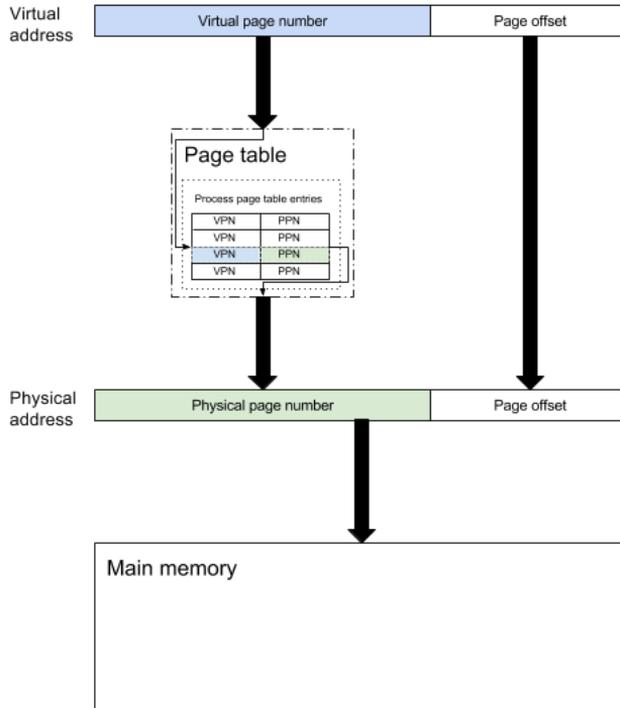 Virtual
address
Virtual page number
Page offset
Page table
Process page table entries
VPN PPN
VPN PPN
VPN PPN
VPN PPN
Physical
address
Physical page number
Page offset
Main memory